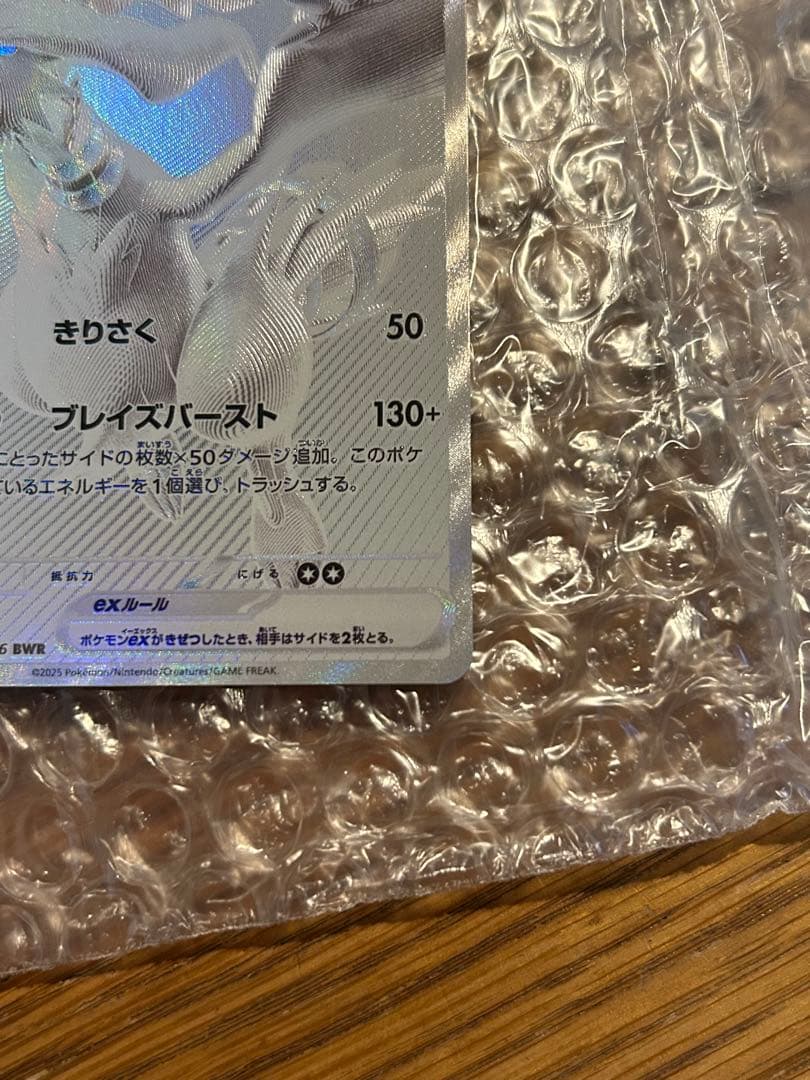 きりさく 50
ブレイズバースト 130+
にとったサイドの枚数×50ダメージ追加。このポケ
ているエネルギーを1個選び、トラッシュする。
抵抗力 にげる
exルール
ポケモンexがきぜつしたとき、相手はサイドを2枚とる。
6 BWR
©2025 Pokémon/Nintendo/Creatures/GAME FREAK.